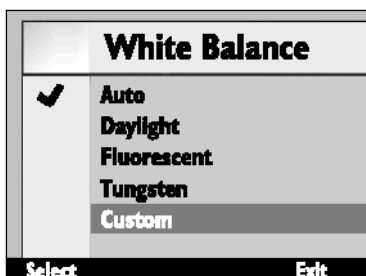 White Balance
Auto
Daylight
Fluorescent
Tungsten
Custom
Select Exit